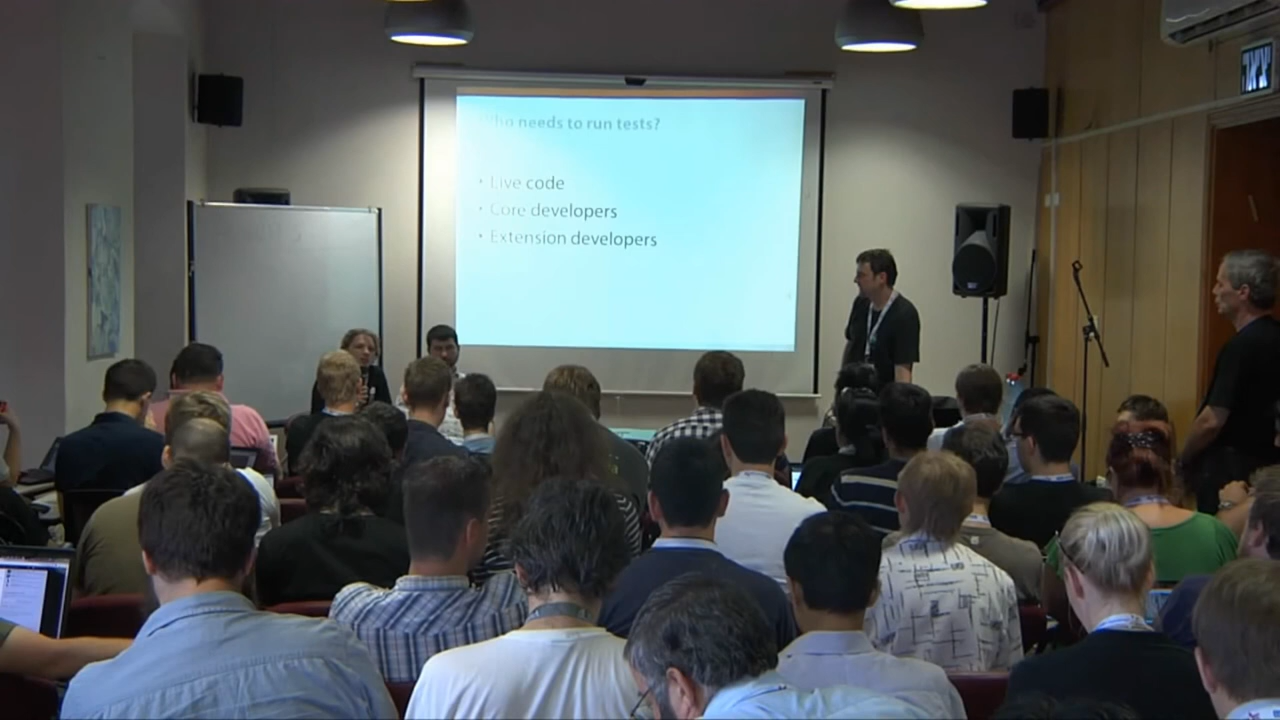 Who needs to run tests?
• Live code
• Core developers
• Extension developers